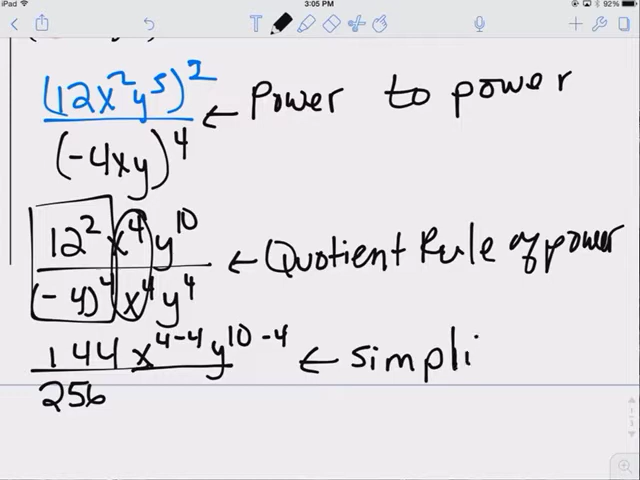 iPad 3:05 PM 92%
T
(12x²y⁵)² ← Power to power
(-4xy)⁴
12² x⁴ y¹⁰ ← Quotient Rule of power
(-4)⁴ x⁴ y⁴
144 x⁴⁻⁴ y¹⁰⁻⁴ ← simpli
256